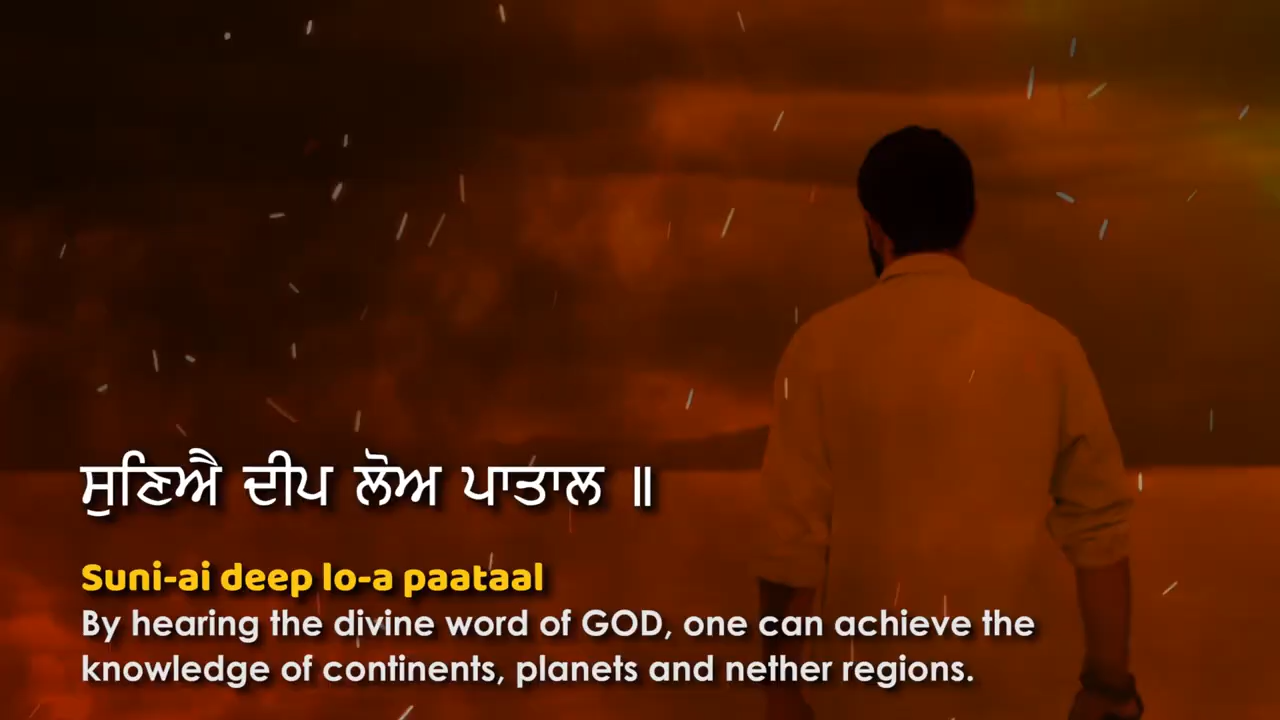 ਸੁਣਿਐ ਦੀਪ ਲੋਅ ਪਾਤਾਲ ॥
Suni-ai deep lo-a paataal
By hearing the divine word of GOD, one can achieve the
knowledge of continents, planets and nether regions.